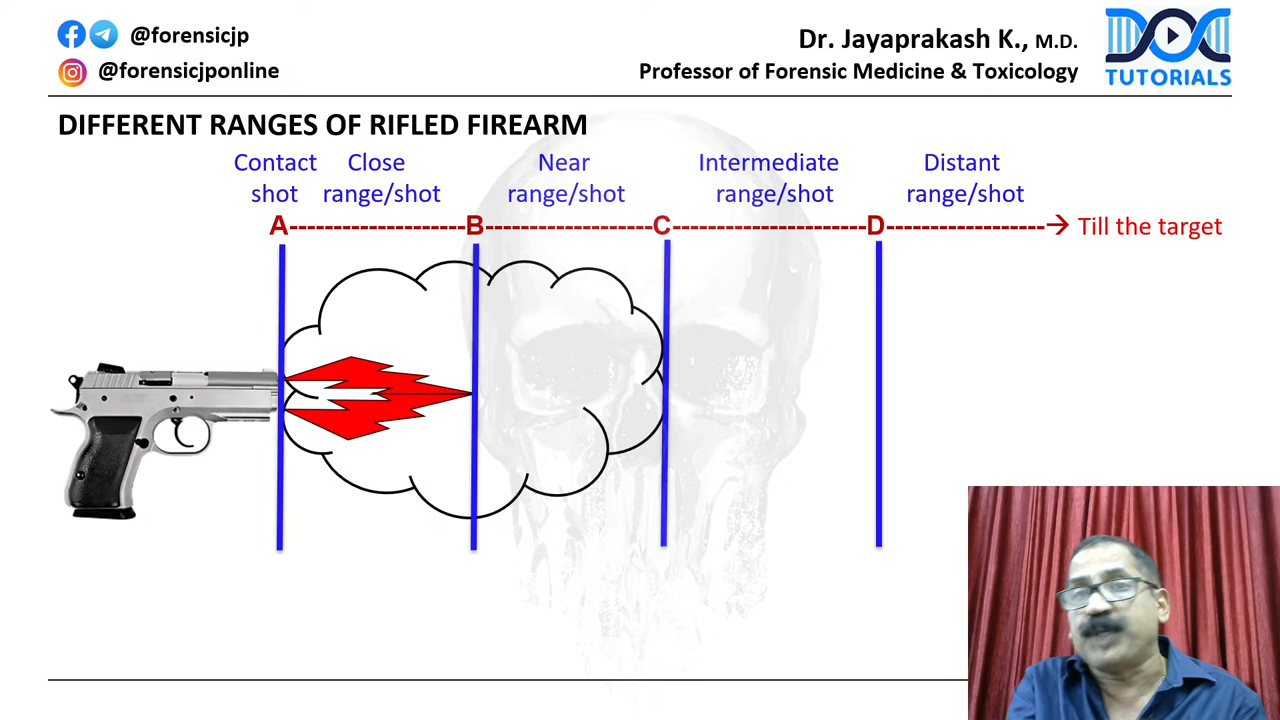 @forensicjp
@forensicjponline
Dr. Jayaprakash K., M.D.
Professor of Forensic Medicine & Toxicology
TUTORIALS
DIFFERENT RANGES OF RIFLED FIREARM
Contact shot
Close range/shot
Near range/shot
Intermediate range/shot
Distant range/shot
A
B
C
D
Till the target